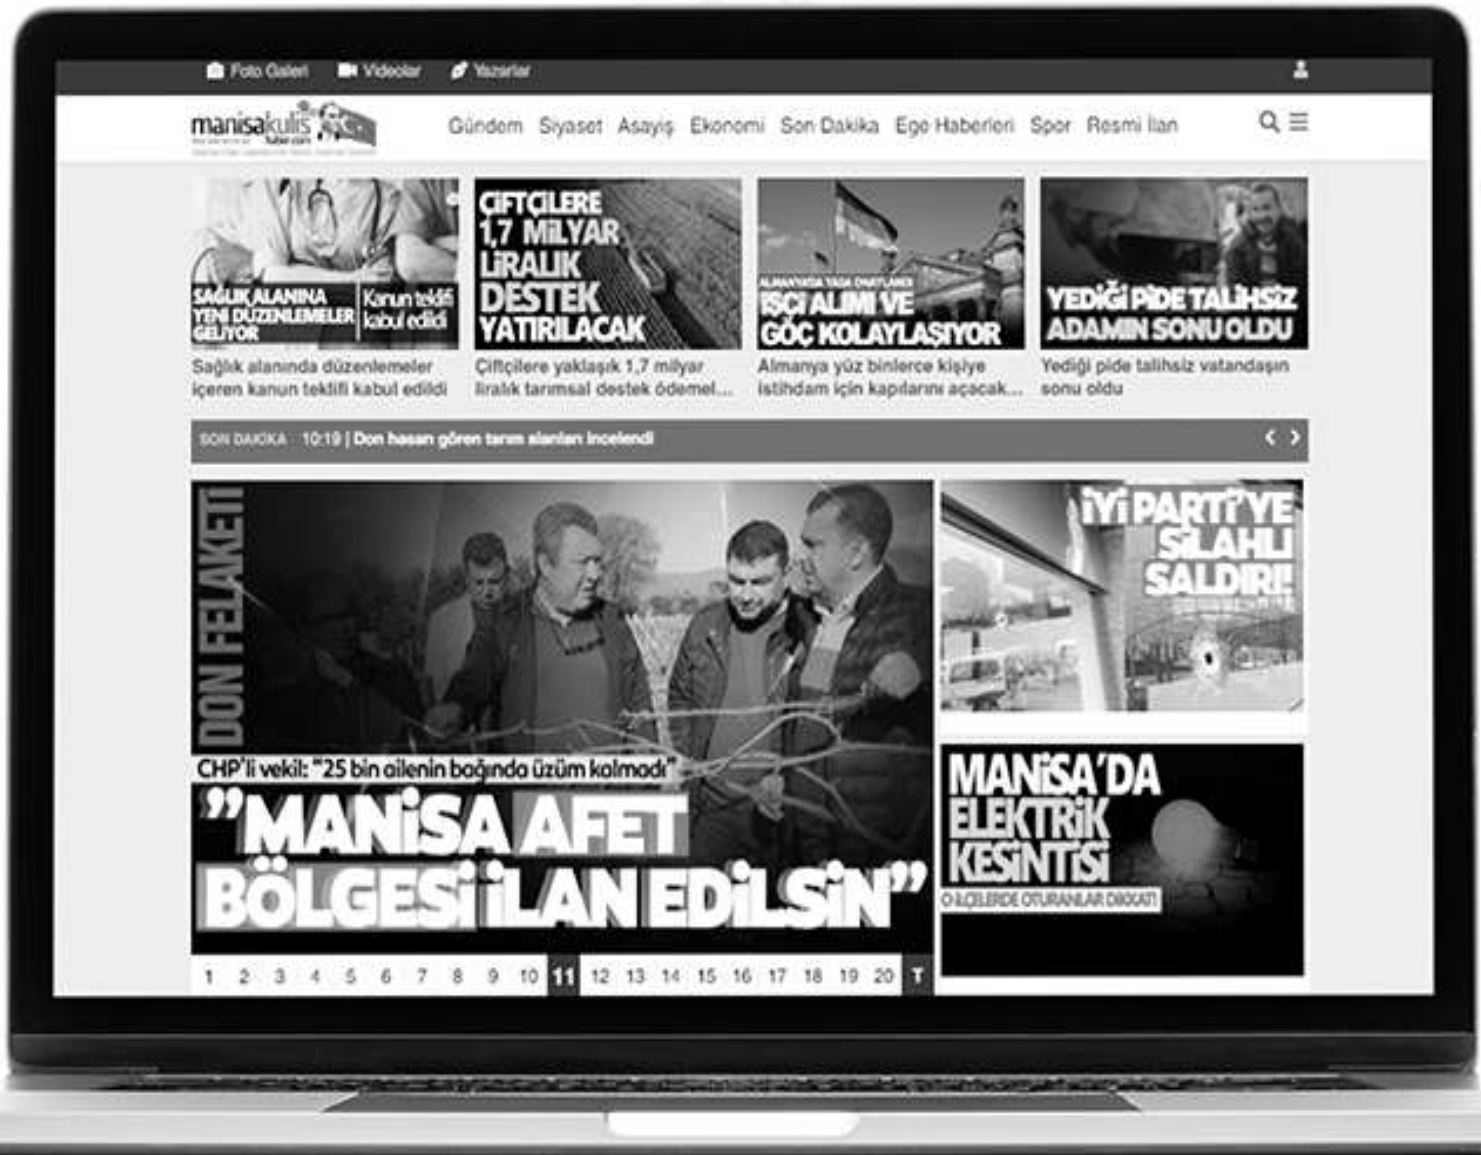 Foto Galeri Videolar Yazarlar
manisakulis
haber.com
Gündem Siyaset Asayiş Ekonomi Son Dakika Ege Haberleri Spor Resmi İlan
SAĞLIK ALANINA
YENİ DÜZENLEMELER
GELİYOR
Kanun teklifi
kabul edildi
Sağlık alanında düzenlemeler
içeren kanun teklifi kabul edildi
ÇİFTÇİLERE
1,7 MİLYAR
LİRALIK
DESTEK
YATIRILACAK
Çiftçilere yaklaşık 1,7 milyar
liralık tarımsal destek ödemel...
ALMANYA'DA YASA ONAYLANDI
İŞÇİ ALIMI VE
GÖÇ KOLAYLAŞIYOR
Almanya yüz binlerce kişiye
istihdam için kapılarını açacak...
YEDİĞİ PİDE TALİHSİZ
ADAMIN SONU OLDU
Yediği pide talihsiz vatandaşın
sonu oldu
SON DAKİKA 10:19 | Don hasarı gören tarım alanları incelendi
DON FELAKETİ
CHP'li vekil: "25 bin ailenin bağında üzüm kalmadı"
"MANİSA AFET
BÖLGESİ İLAN EDİLSİN"
1 2 3 4 5 6 7 8 9 10 11 12 13 14 15 16 17 18 19 20 T
İYİ PARTİ'YE
SİLAHLI
SALDIRI!
MANİSA'DA
ELEKTRİK
KESİNTİSİ
O İLÇELERDE OTURANLAR DİKKAT!